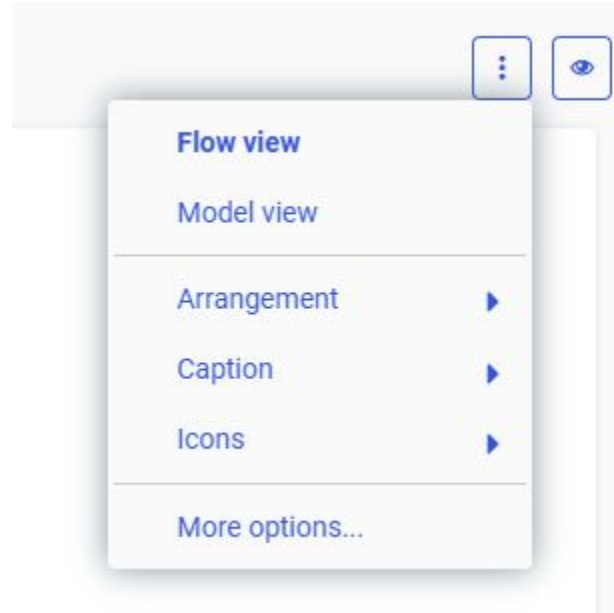 Flow view
Model view
Arrangement
Caption
Icons
More options...